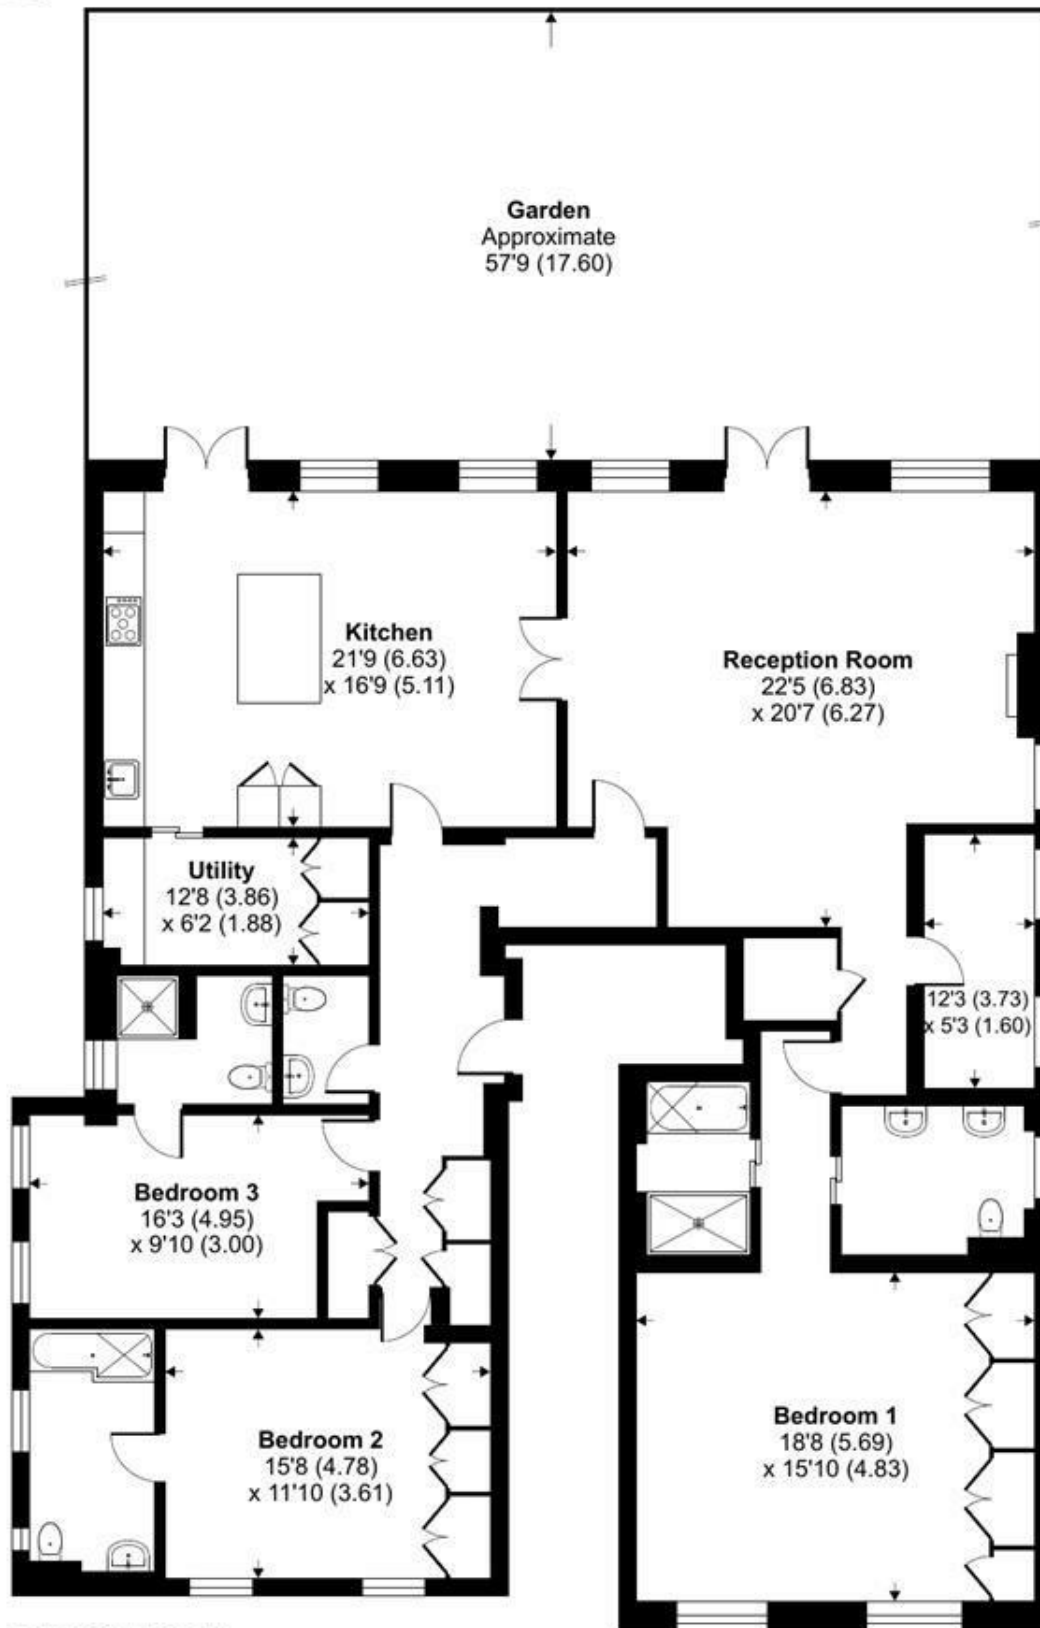 Garden
Approximate
57'9 (17.60)
Kitchen
21'9 (6.63)
x 16'9 (5.11)
Reception Room
22'5 (6.83)
x 20'7 (6.27)
Utility
12'8 (3.86)
x 6'2 (1.88)
12'3 (3.73)
x 5'3 (1.60)
Bedroom 3
16'3 (4.95)
x 9'10 (3.00)
Bedroom 2
15'8 (4.78)
x 11'10 (3.61)
Bedroom 1
18'8 (5.69)
x 15'10 (4.83)